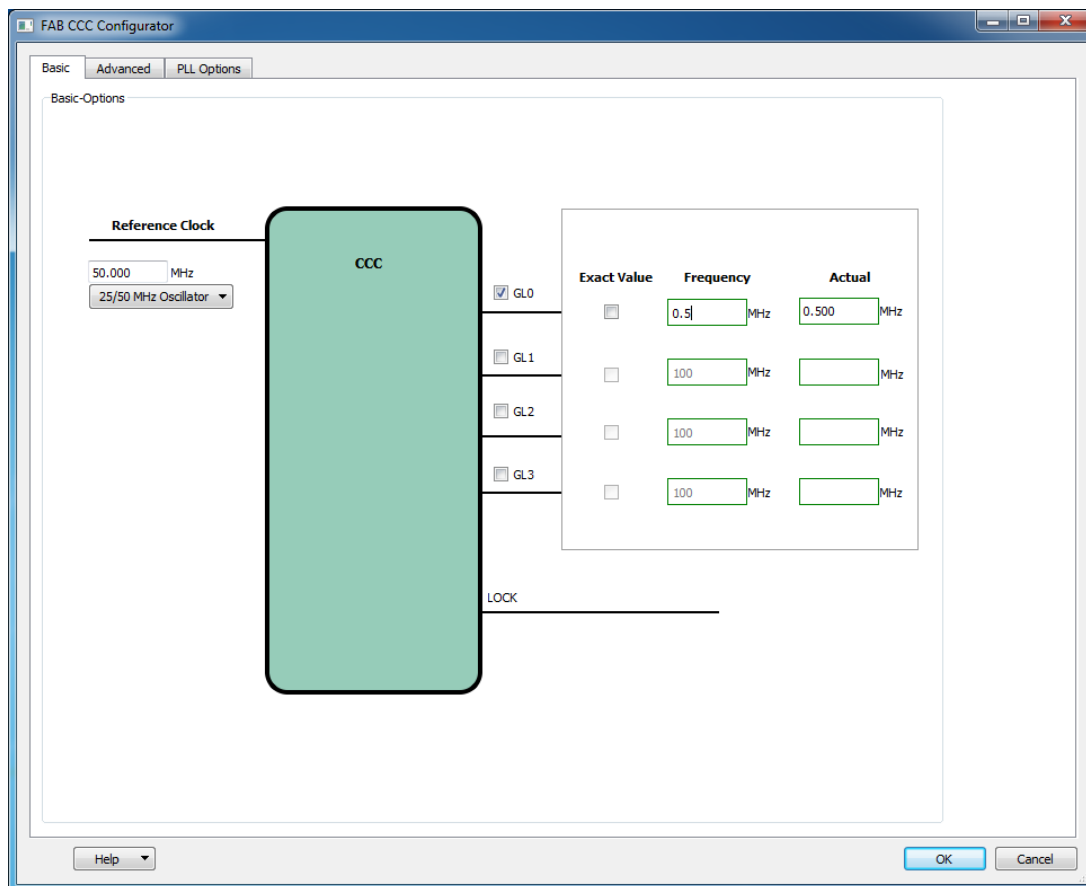 FAB CCC Configurator
Basic Advanced PLL Options
Basic-Options
Reference Clock
50.000 MHz
25/50 MHz Oscillator
CCC
Exact Value Frequency Actual
GL0 0.5 MHz 0.500 MHz
GL1 100 MHz MHz
GL2 100 MHz MHz
GL3 100 MHz MHz
LOCK
Help OK Cancel